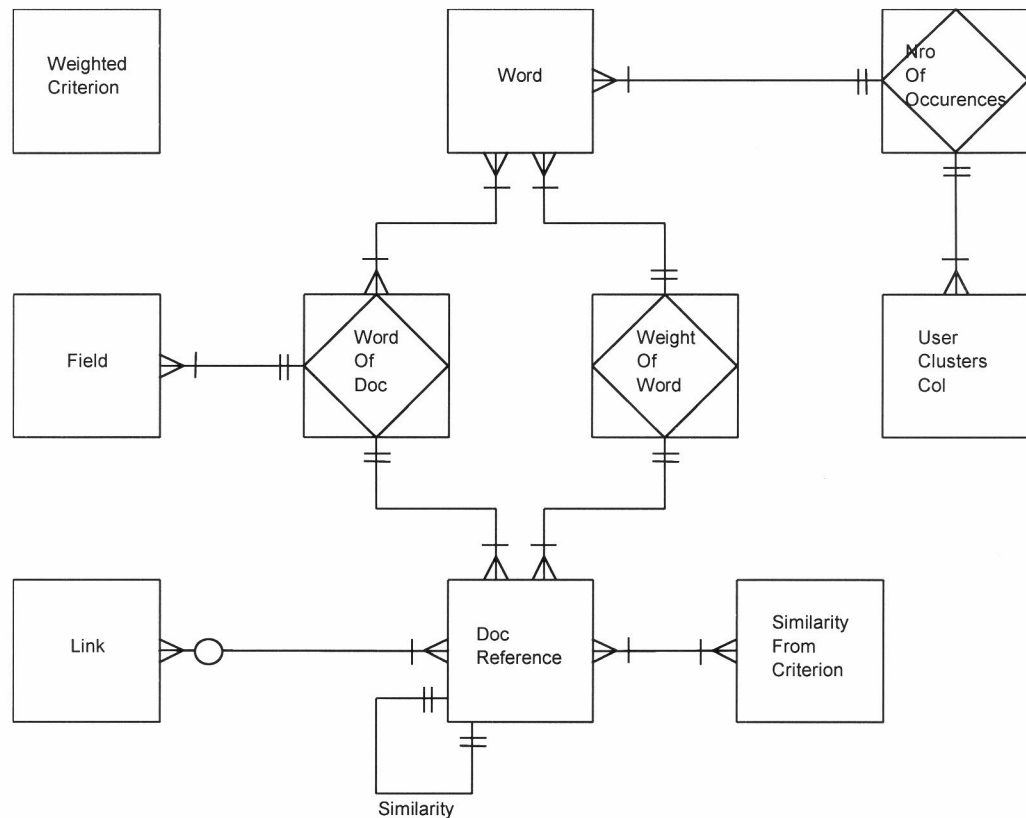 Weighted
Criterion
Word
Nro
Of
Occurences
Field
Word
Of
Doc
Weight
Of
Word
User
Clusters
Col
Link
Doc
Reference
Similarity
From
Criterion
Similarity